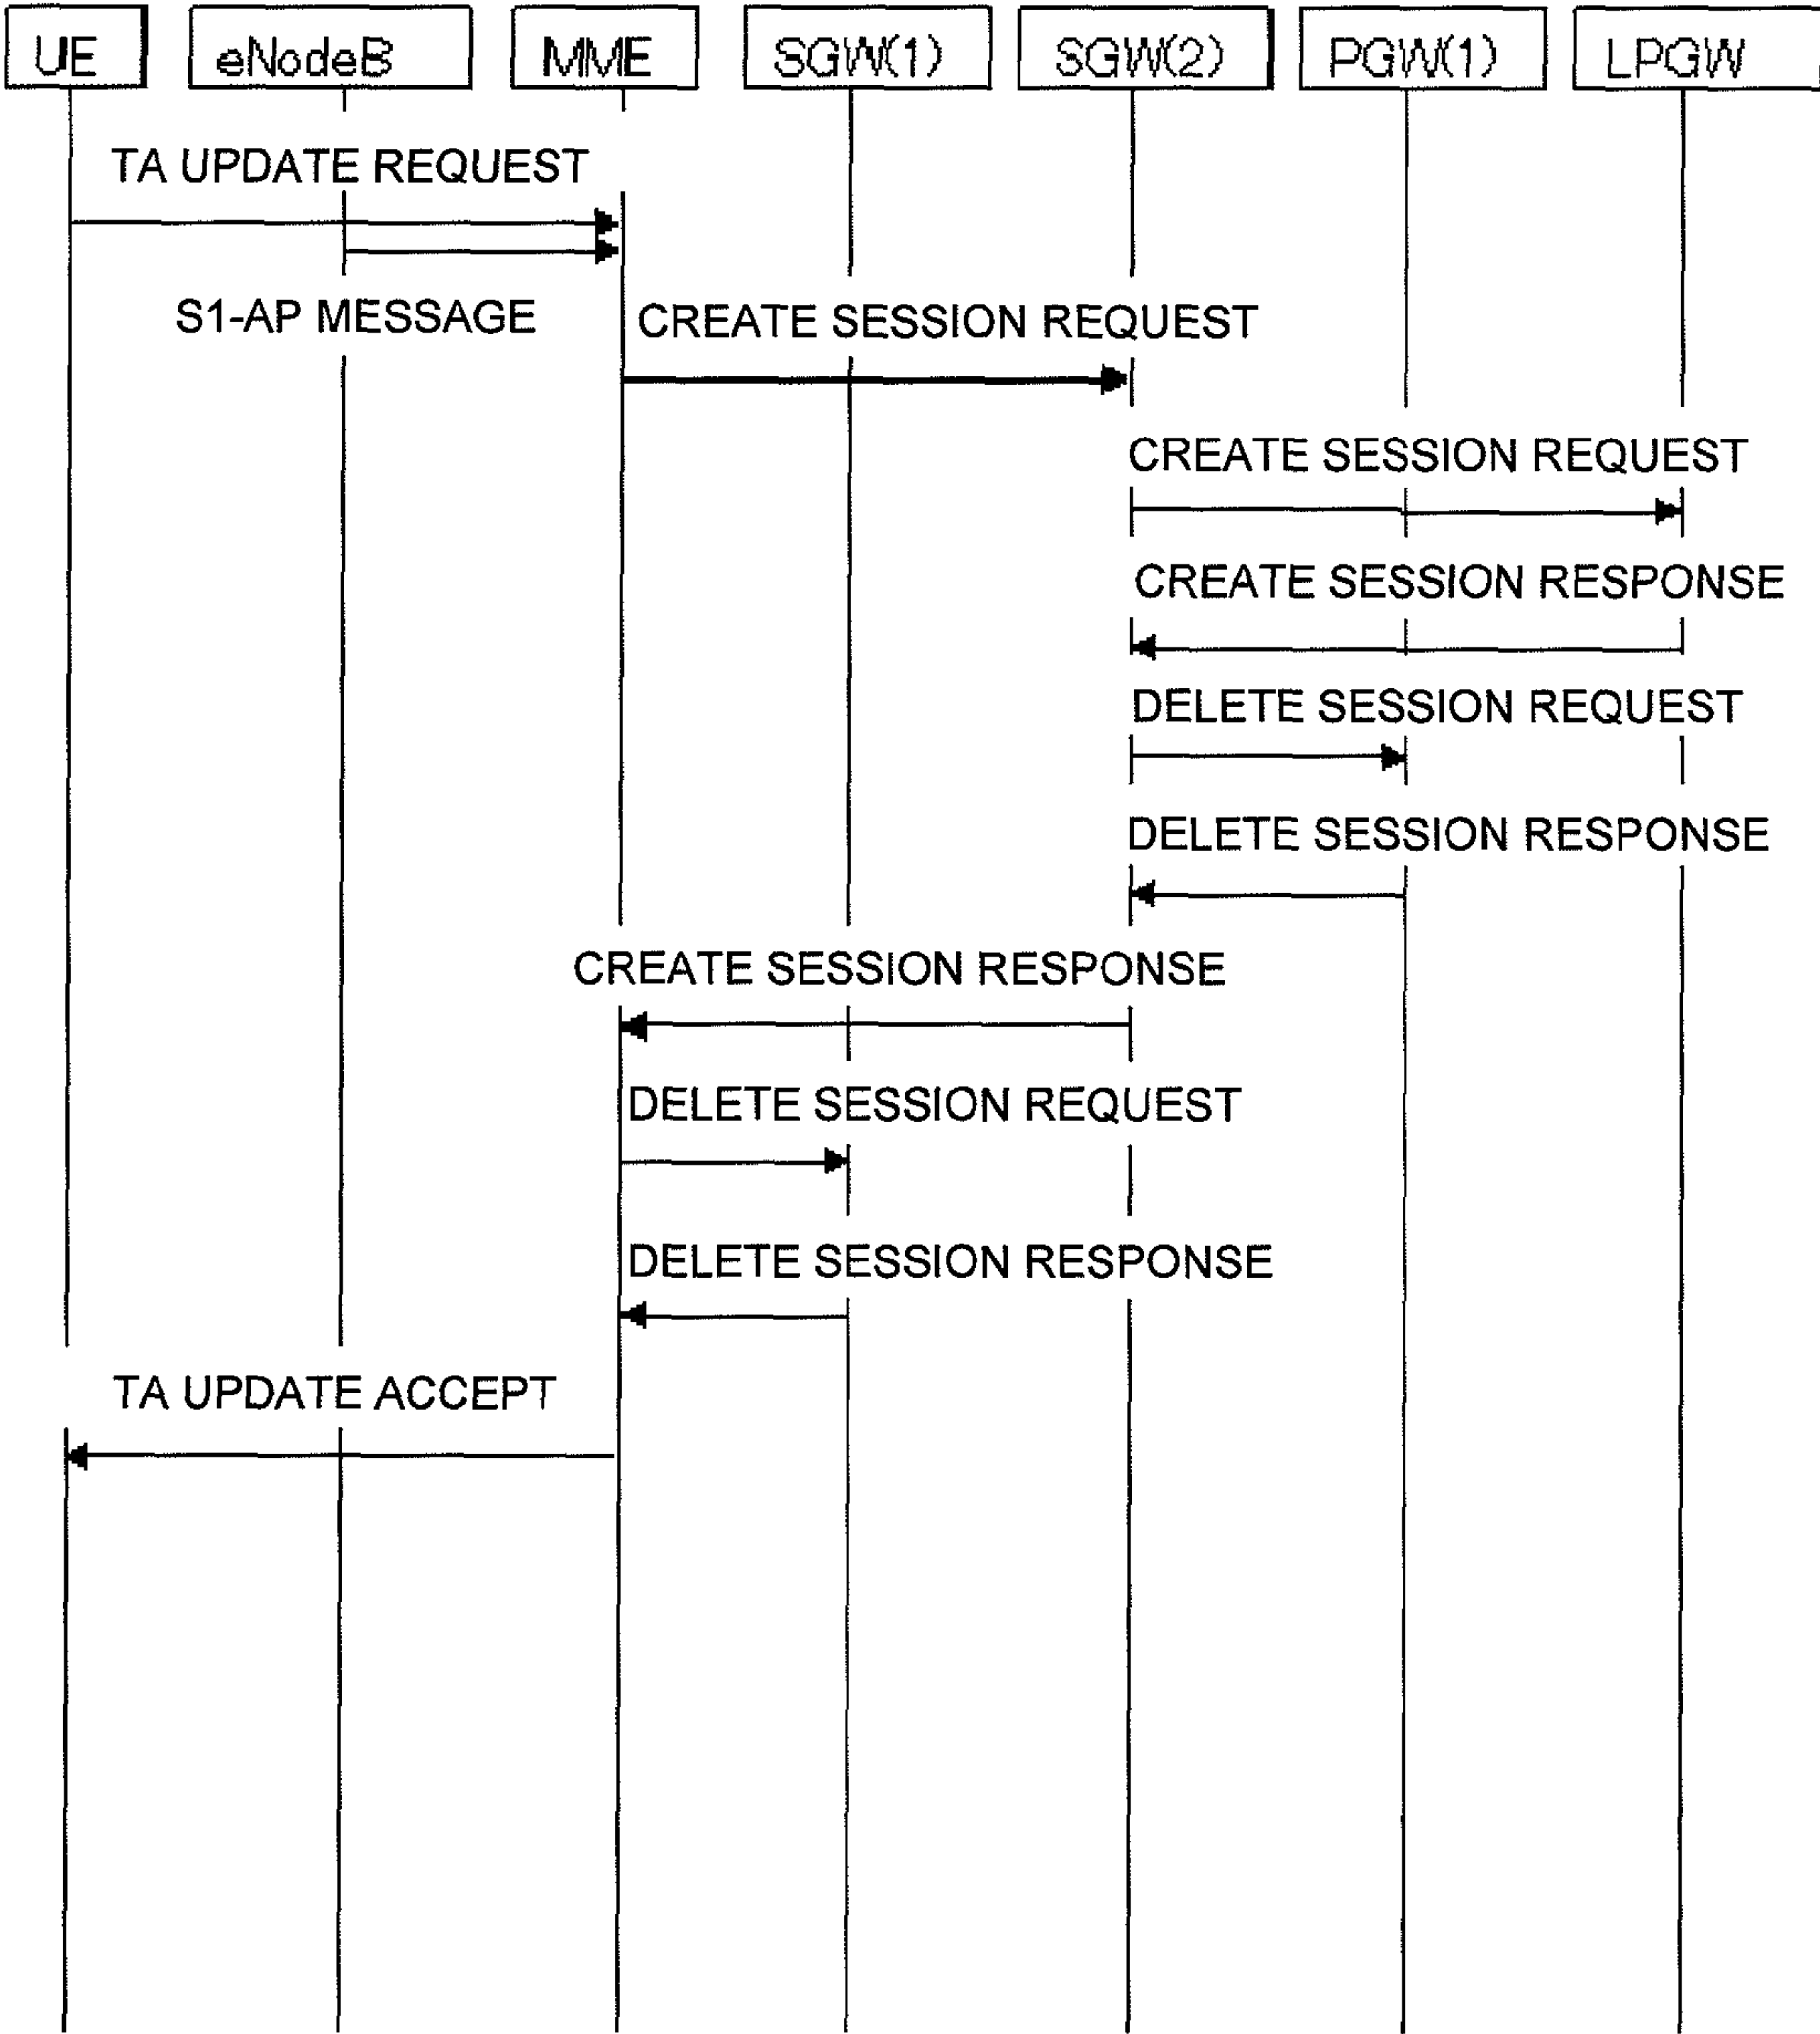 UE eNodeB MME SGW(1) SGW(2) PGW(1) LPGW
TA UPDATE REQUEST
S1-AP MESSAGE
CREATE SESSION REQUEST
CREATE SESSION REQUEST
CREATE SESSION RESPONSE
DELETE SESSION REQUEST
DELETE SESSION RESPONSE
CREATE SESSION RESPONSE
DELETE SESSION REQUEST
DELETE SESSION RESPONSE
TA UPDATE ACCEPT